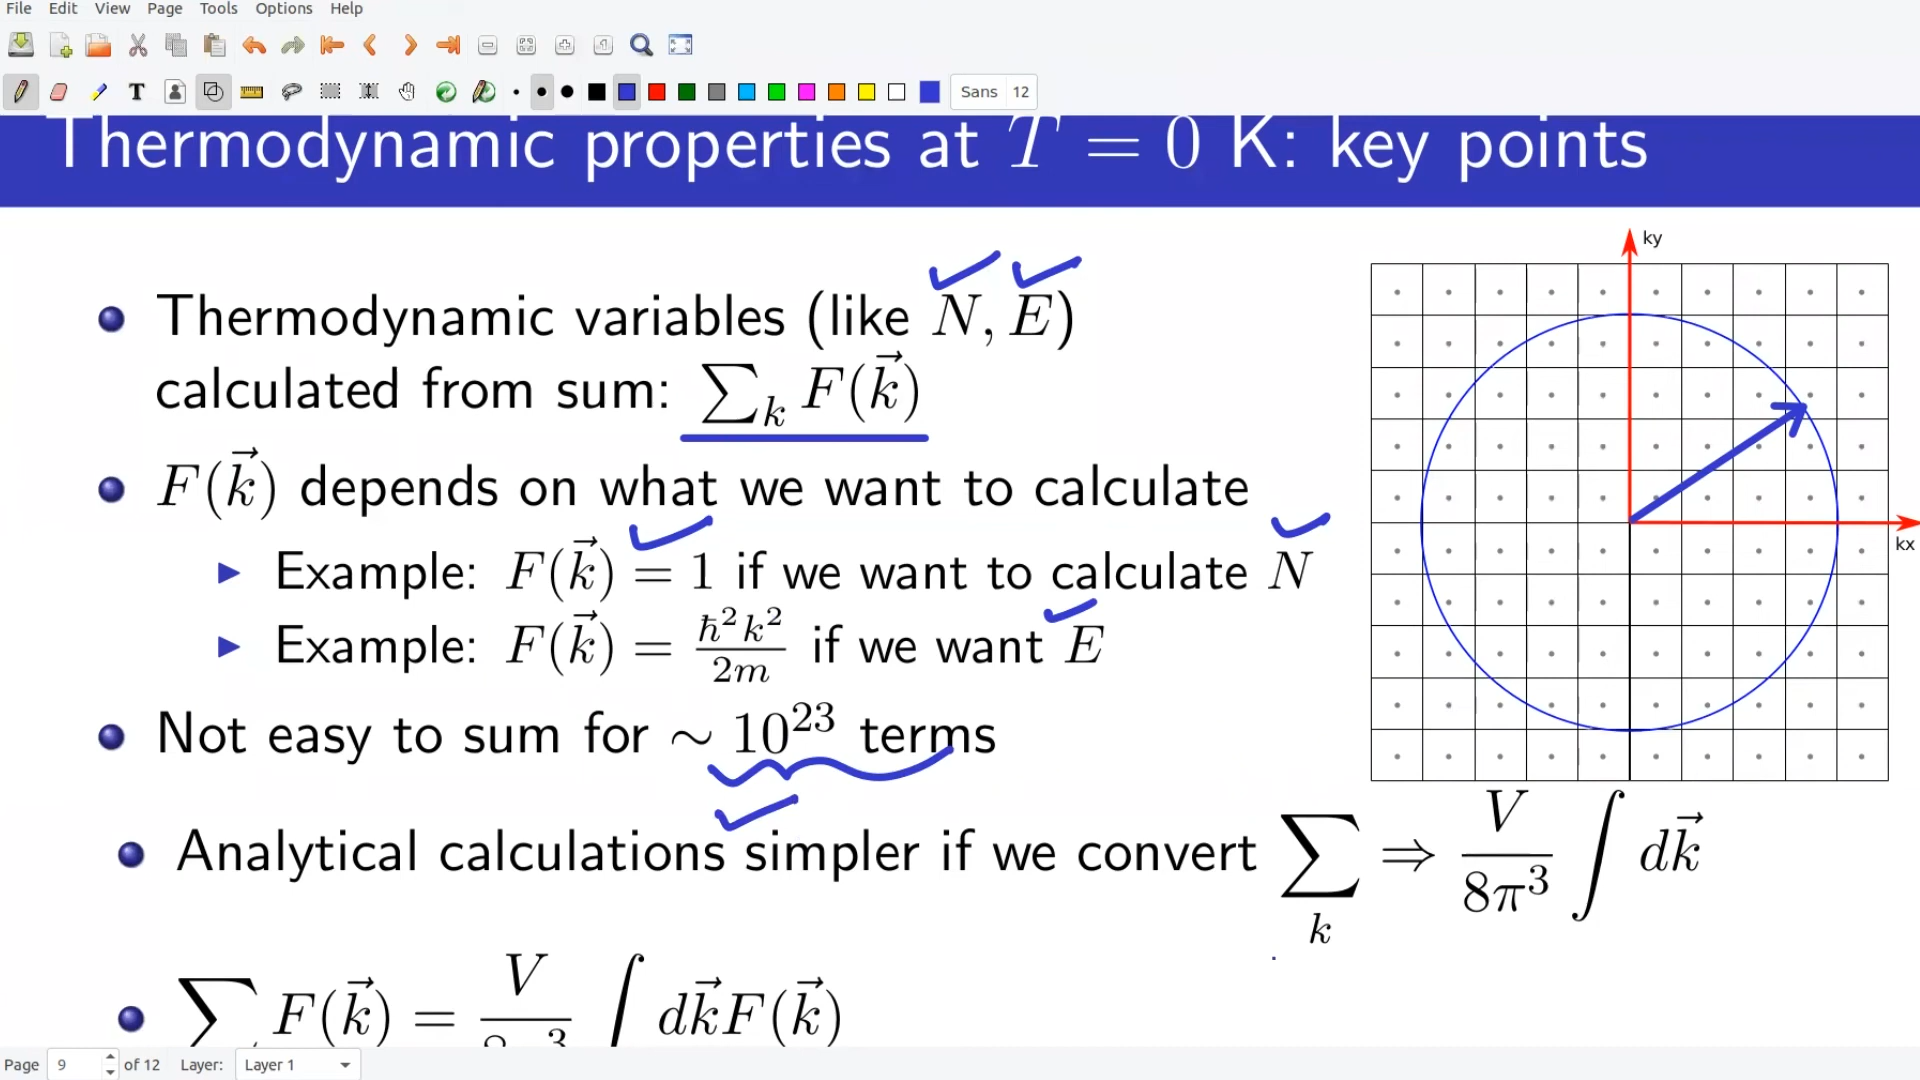 File Edit View Page Tools Options Help
Sans 12
Thermodynamic properties at T = 0 K: key points
ky
Thermodynamic variables (like N, E)
calculated from sum: ∑_k F(k⃗)
F(k⃗) depends on what we want to calculate
Example: F(k⃗) = 1 if we want to calculate N
kx
Example: F(k⃗) = ħ²k²/2m if we want E
Not easy to sum for ∼ 10²³ terms
Analytical calculations simpler if we convert ∑_k ⇒ V/8π³ ∫ dk⃗
∑ F(k⃗) = V/8π³ ∫ dk⃗F(k⃗)
Page 9 of 12 Layer: Layer 1